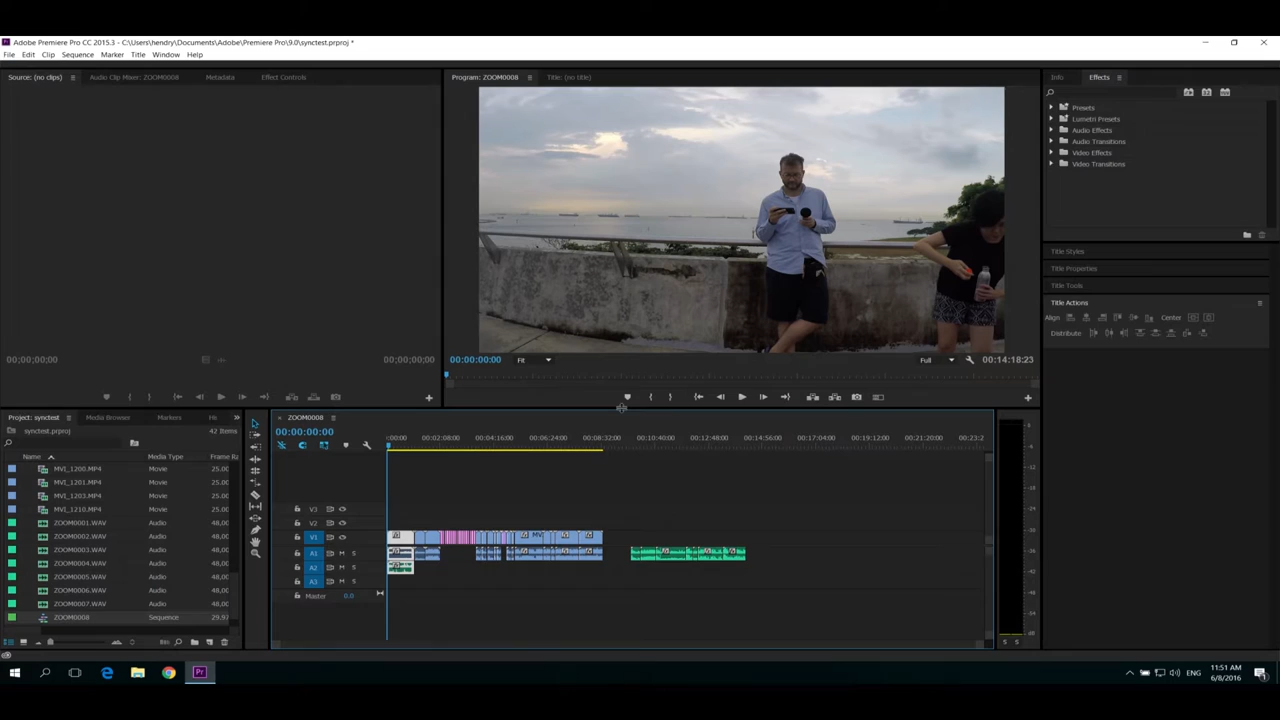 Adobe Premiere Pro CC 2015.3 - C:\Users\hendry\Documents\Adobe\Premiere Pro\9.0\synctest.prproj *
File Edit Clip Sequence Marker Title Window Help
Source: (no clips) Audio Clip Mixer: ZOOM0008 Metadata Effect Controls
Program: ZOOM0008 Title: (no title)
Info Effects
Presets
Lumetri Presets
Audio Effects
Audio Transitions
Video Effects
Video Transitions
Title Styles
Title Properties
Title Tools
Title Actions
Align Center
Distribute
00;00;00;00 00;00;00;00
00:00:00:00 Fit Full 00:14:18:23
Project: synctest Media Browser Markers
synctest.prproj 42 Items
Name Media Type Frame Ra
MVI_1200.MP4 Movie 25.00
MVI_1201.MP4 Movie 25.00
MVI_1203.MP4 Movie 25.00
MVI_1210.MP4 Movie 25.00
ZOOM0001.WAV Audio 48,00
ZOOM0002.WAV Audio 48,00
ZOOM0003.WAV Audio 48,00
ZOOM0004.WAV Audio 48,00
ZOOM0005.WAV Audio 48,00
ZOOM0006.WAV Audio 48,00
ZOOM0007.WAV Audio 48,00
ZOOM0008 Sequence 29.97
ZOOM0008
00:00:00:00
:00:00 00:02:08:00 00:04:16:00 00:06:24:00 00:08:32:00 00:10:40:00 00:12:48:00 00:14:56:00 00:17:04:00 00:19:12:00 00:21:20:00 00:23:2
V3
V2
V1
A1 M S
A2 M S
A3 M S
Master 0.0
ENG
11:51 AM
6/8/2016